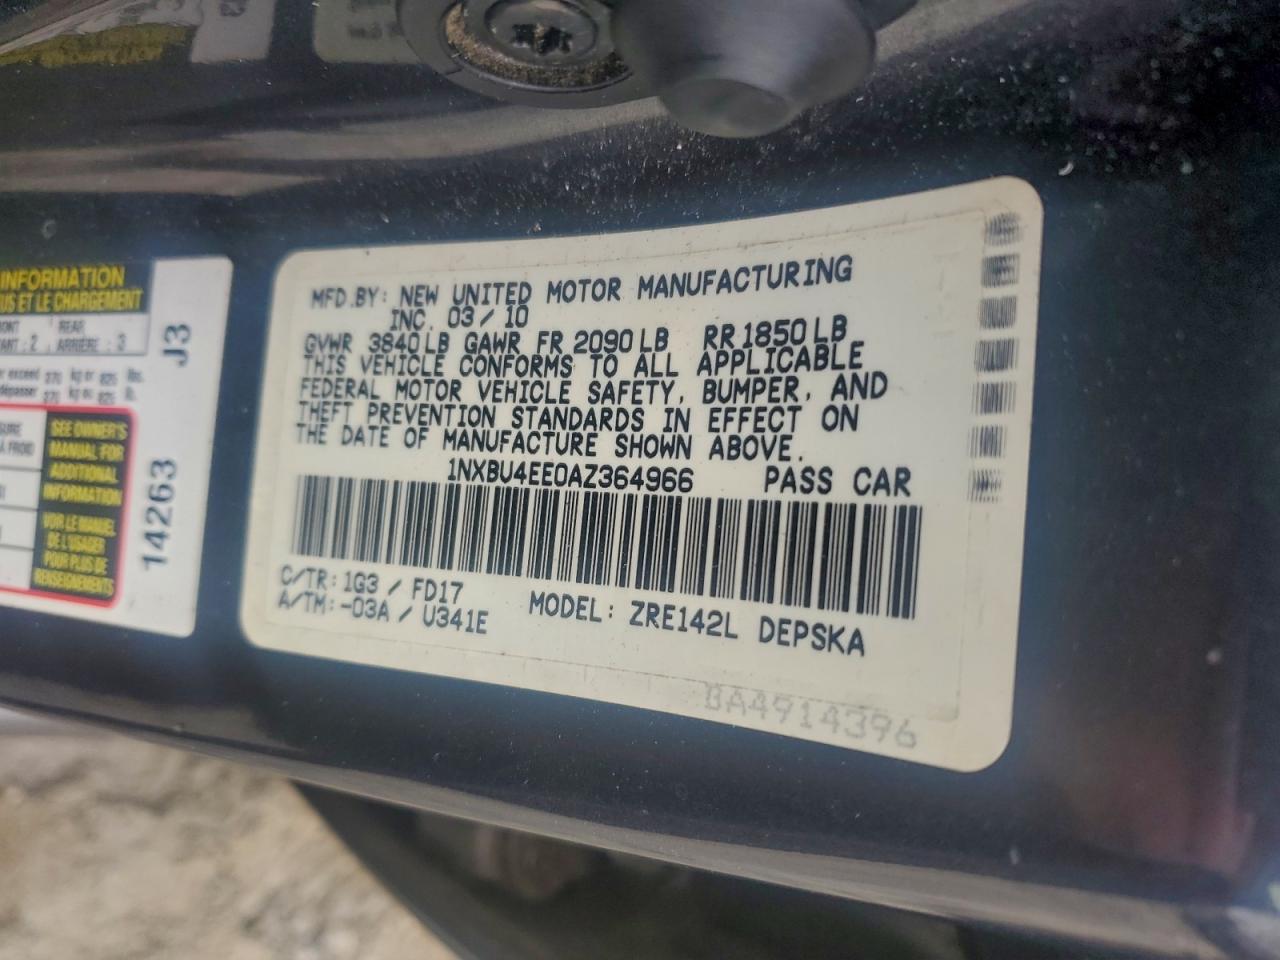 INFORMATION
US ET LE CHARGEMENT
REAR
ARRIÈRE : 3
J3
SEE OWNER'S
MANUAL FOR
ADDITIONAL
INFORMATION
VOIR LE MANUEL
DE L'USAGER
POUR PLUS DE
RENSEIGNEMENTS
14263
MFD.BY: NEW UNITED MOTOR MANUFACTURING
INC. 03/10
GVWR 3840LB GAWR FR 2090LB RR1850LB
THIS VEHICLE CONFORMS TO ALL APPLICABLE
FEDERAL MOTOR VEHICLE SAFETY, BUMPER, AND
THEFT PREVENTION STANDARDS IN EFFECT ON
THE DATE OF MANUFACTURE SHOWN ABOVE.
1NXBU4EE0AZ364966 PASS CAR
C/TR: 1G3 / FD17
A/TM: -03A / U341E
MODEL: ZRE142L DEPSKA
BA4914396